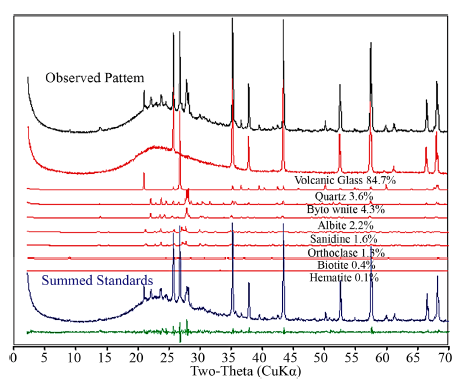 Observed Pattem
Volcanic Glass 84.7%
Quartz 3.6%
Byto wnite 4.3%
Albite 2.2%
Sanidine 1.6%
Orthoclase 1.3%
Biotite 0.4%
Summed Standards
Hematite 0.1%
0 5 10 15 20 25 30 35 40 45 50 55 60 65 70
Two-Theta (CuKα)